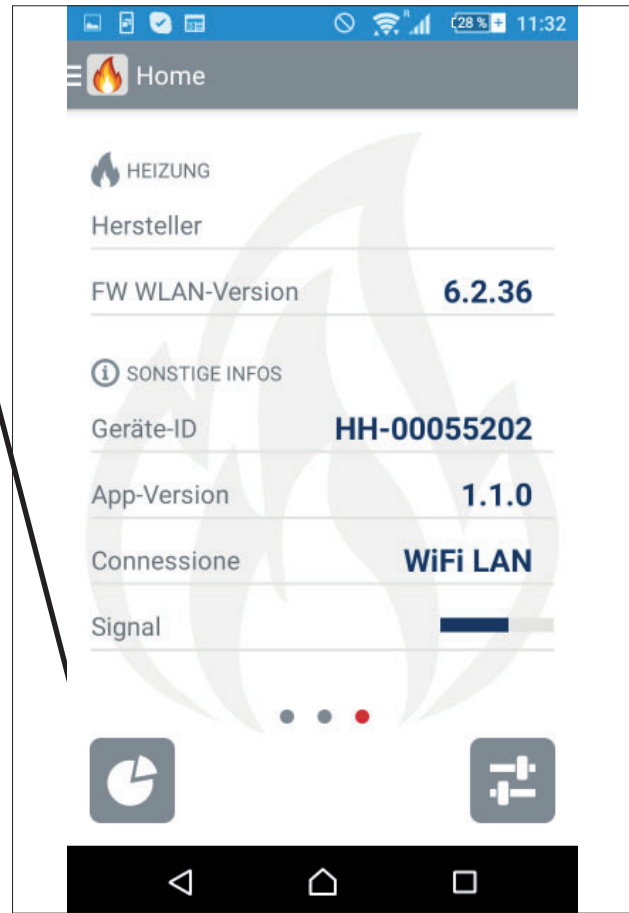 28 % 11:32
Home
HEIZUNG
Hersteller
FW WLAN-Version 6.2.36
SONSTIGE INFOS
Geräte-ID HH-00055202
App-Version 1.1.0
Connessione WiFi LAN
Signal